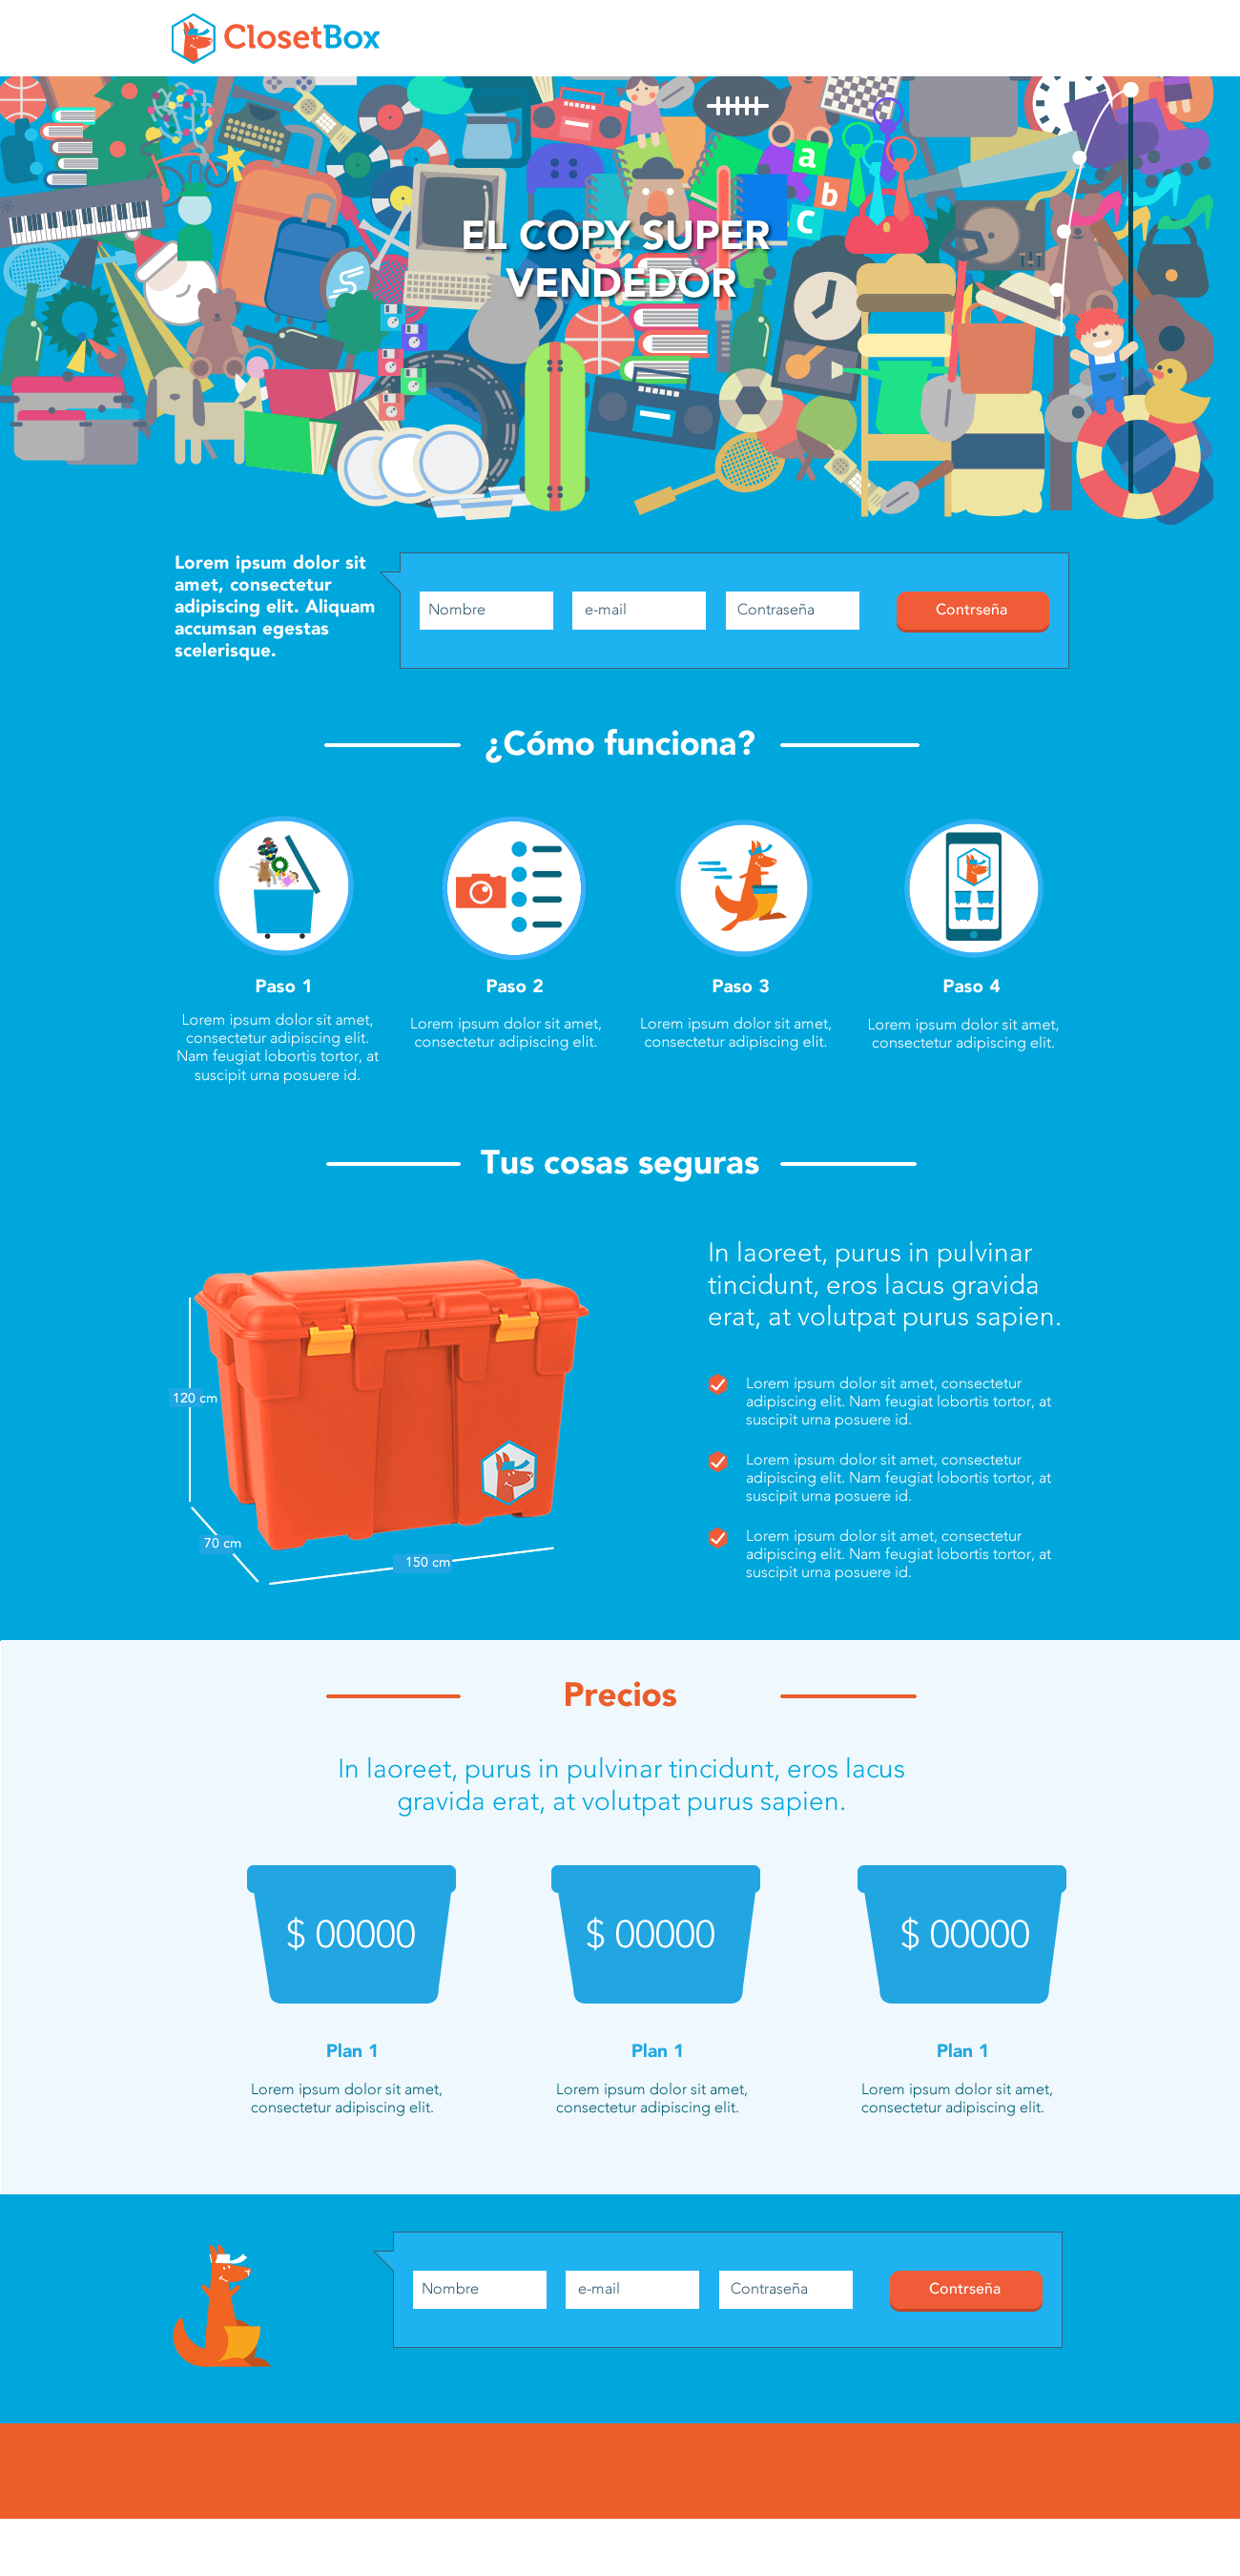 ClosetBox
a
b
c
EL COPY SUPER
VENDEDOR
Lorem ipsum dolor sit
amet, consectetur
adipiscing elit. Aliquam
accumsan egestas
scelerisque.
Nombre
e-mail
Contraseña
Contrseña
¿Cómo funciona?
Paso 1
Lorem ipsum dolor sit amet,
consectetur adipiscing elit.
Nam feugiat lobortis tortor, at
suscipit urna posuere id.
Paso 2
Lorem ipsum dolor sit amet,
consectetur adipiscing elit.
Paso 3
Lorem ipsum dolor sit amet,
consectetur adipiscing elit.
Paso 4
Lorem ipsum dolor sit amet,
consectetur adipiscing elit.
Tus cosas seguras
120 cm
70 cm
150 cm
In laoreet, purus in pulvinar
tincidunt, eros lacus gravida
erat, at volutpat purus sapien.
Lorem ipsum dolor sit amet, consectetur
adipiscing elit. Nam feugiat lobortis tortor, at
suscipit urna posuere id.
Lorem ipsum dolor sit amet, consectetur
adipiscing elit. Nam feugiat lobortis tortor, at
suscipit urna posuere id.
Lorem ipsum dolor sit amet, consectetur
adipiscing elit. Nam feugiat lobortis tortor, at
suscipit urna posuere id.
Precios
In laoreet, purus in pulvinar tincidunt, eros lacus
gravida erat, at volutpat purus sapien.
$ 00000
Plan 1
Lorem ipsum dolor sit amet,
consectetur adipiscing elit.
$ 00000
Plan 1
Lorem ipsum dolor sit amet,
consectetur adipiscing elit.
$ 00000
Plan 1
Lorem ipsum dolor sit amet,
consectetur adipiscing elit.
Nombre
e-mail
Contraseña
Contrseña